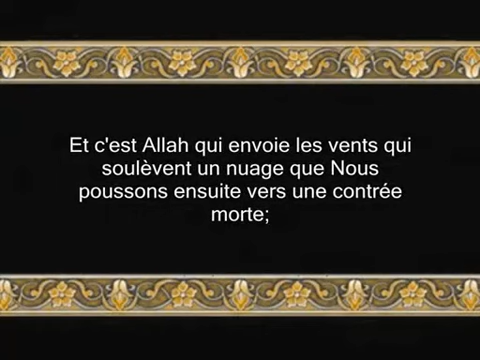 Et c'est Allah qui envoie les vents qui
soulèvent un nuage que Nous
poussons ensuite vers une contrée
morte;